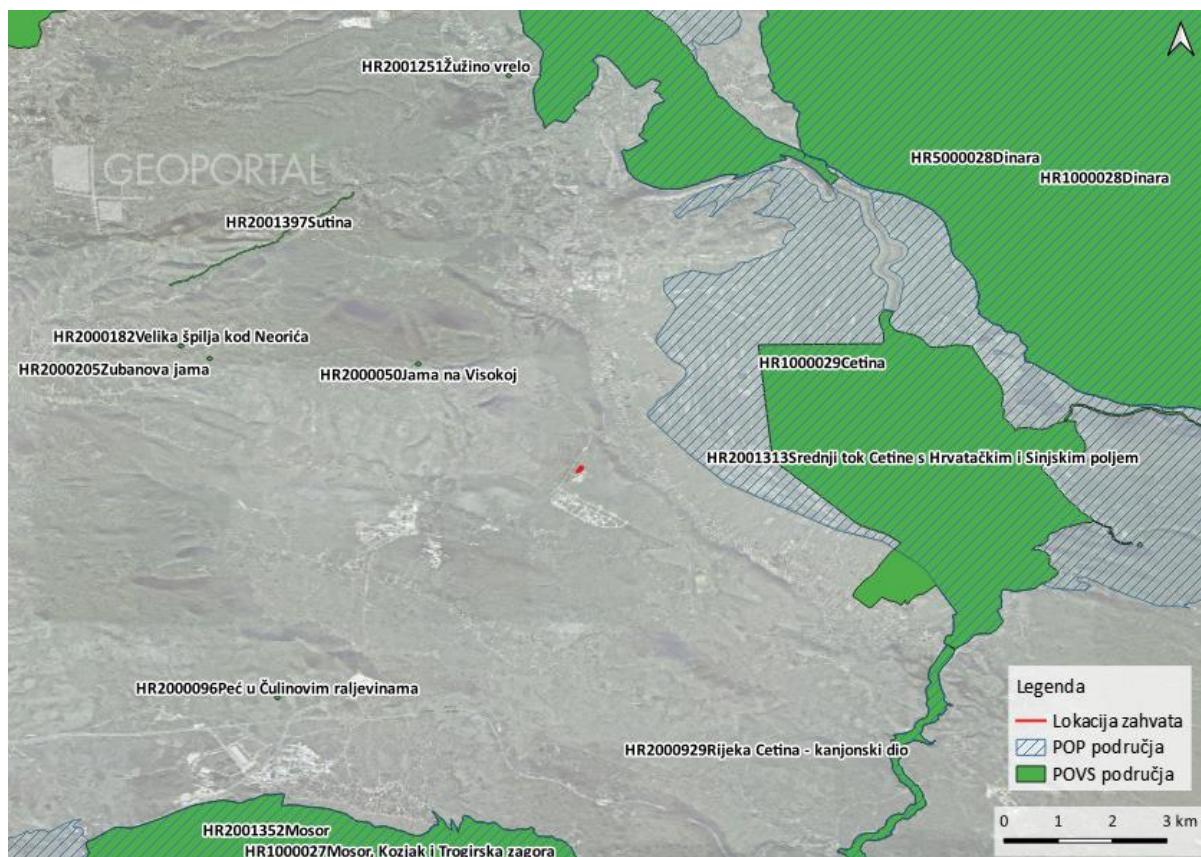 HR2001251Žužino vrelo
GEOPORTAL
HR5000028Dinara
HR1000028Dinara
HR2001397Sutina
HR2000182Velika špilja kod Neorića
HR2000205Zubanova jama
HR2000050Jama na Visokoj
HR1000029Cetina
HR2001313Srednji tok Cetine s Hrvatačkim i Sinjskim poljem
HR2000096Peć u Čulinovim raljevinama
HR2000929Rijeka Cetina - kanjonski dio
HR2001352Mosor
HR1000027Mosor, Kozjak i Trogirska zagora
Legenda
Lokacija zahvata
POP područja
POVS područja
0 1 2 3 km